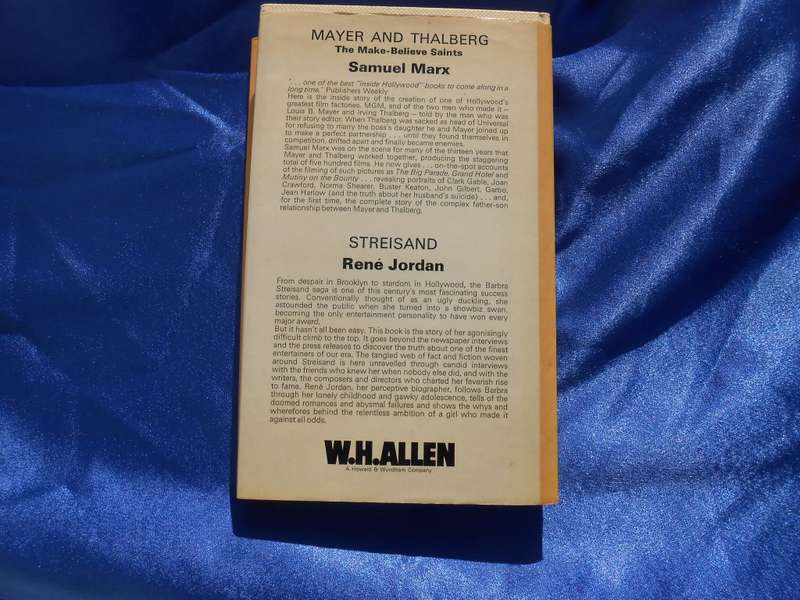 MAYER AND THALBERG
The Make-Believe Saints
Samuel Marx
'. . . one of the best "inside Hollywood" books to come along in a
long time.' Publishers Weekly
Here is the inside story of the creation of one of Hollywood's
greatest film factories, MGM, and of the two men who made it –
Louis B. Mayer and Irving Thalberg – told by the man who was
their story editor. When Thalberg was sacked as head of Universal
for refusing to marry the boss's daughter he and Mayer joined up
to make a perfect partnership . . . until they found themselves in
competition, drifted apart and finally became enemies.
Samuel Marx was on the scene for many of the thirteen years that
Mayer and Thalberg worked together, producing the staggering
total of five hundred films. He now gives . . . on-the-spot accounts
of the filming of such pictures as The Big Parade, Grand Hotel and
Mutiny on the Bounty . . . revealing portraits of Clark Gable, Joan
Crawford, Norma Shearer, Buster Keaton, John Gilbert, Garbo,
Jean Harlow (and the truth about her husband's suicide) . . . and,
for the first time, the complete story of the complex father-son
relationship between Mayer and Thalberg.
STREISAND
René Jordan
From despair in Brooklyn to stardom in Hollywood, the Barbra
Streisand saga is one of this century's most fascinating success
stories. Conventionally thought of as an ugly duckling, she
astounded the public when she turned into a showbiz swan,
becoming the only entertainment personality to have won every
major award.
But it hasn't all been easy. This book is the story of her agonisingly
difficult climb to the top. It goes beyond the newspaper interviews
and the press releases to discover the truth about one of the finest
entertainers of our era. The tangled web of fact and fiction woven
around Streisand is here unravelled through candid interviews
with the friends who knew her when nobody else did, and with the
writers, the composers and directors who charted her feverish rise
to fame. René Jordan, her perceptive biographer, follows Barbra
through her lonely childhood and gawky adolescence, tells of the
doomed romances and abysmal failures and shows the whys and
wherefores behind the relentless ambition of a girl who made it
against all odds.
W.H.ALLEN
A Howard & Wyndham Company